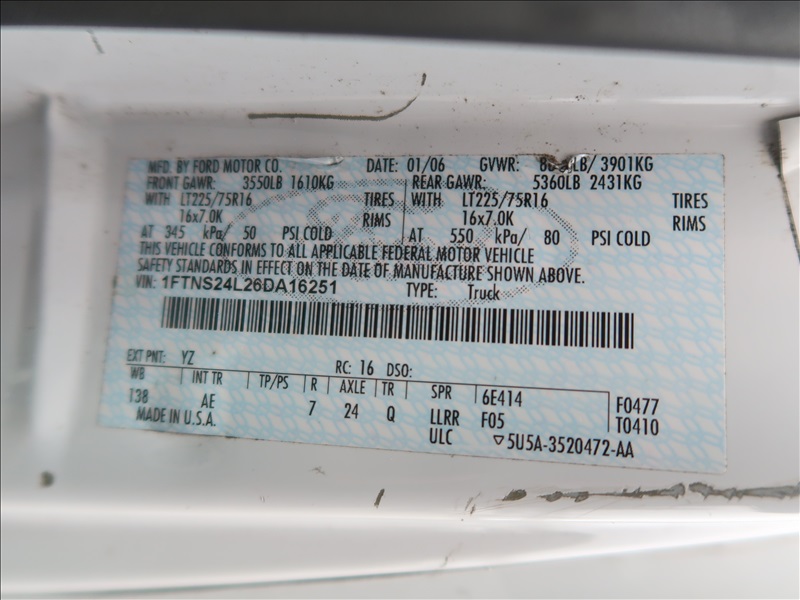 MFD. BY FORD MOTOR CO. DATE: 01/06 GVWR: LB/ 3901KG
FRONT GAWR: 3550LB 1610KG REAR GAWR: 5360LB 2431KG
WITH LT225/75R16 TIRES WITH LT225/75R16 TIRES
16x7.0K RIMS 16x7.0K RIMS
AT 345 kPa/ 50 PSI COLD AT 550 kPa/ 80 PSI COLD
THIS VEHICLE CONFORMS TO ALL APPLICABLE FEDERAL MOTOR VEHICLE
SAFETY STANDARDS IN EFFECT ON THE DATE OF MANUFACTURE SHOWN ABOVE.
VIN: 1FTNS24L26DA16251 TYPE: Truck
EXT PNT: YZ RC: 16 DSO:
WB INT TR TP/PS R AXLE TR SPR 6E414 F0477
138 AE 7 24 Q LLRR F05 T0410
MADE IN U.S.A. ULC 5U5A-3520472-AA